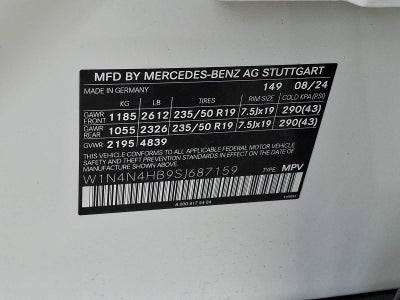 MFD BY MERCEDES-BENZ AG STUTTGART
MADE IN GERMANY 149 08/24
KG LB TIRES RIM SIZE COLD KPA(PSI)
GAWR FRONT 1185 2612 235/50 R19 7.5Jx19 290(43)
GAWR REAR 1055 2326 235/50 R19 7.5Jx19 290(43)
GVWR 2195 4839
THIS VEHICLE CONFORMS TO ALL APPLICABLE FEDERAL MOTOR VEHICLE
SAFETY STANDARDS IN EFFECT ON THE DATE OF MANUFACTURE SHOWN ABOVE.
W1N4N4HB9SJ687159 TYPE: MPV